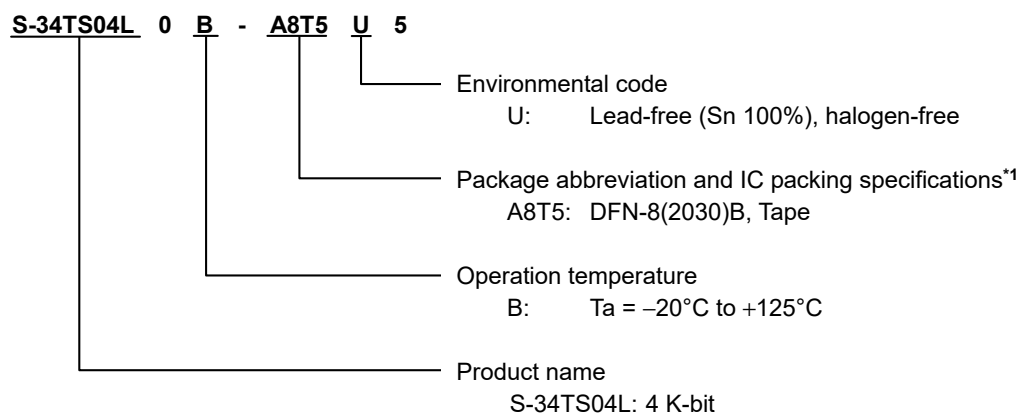 S-34TS04L 0 B - A8T5 U 5
Environmental code
U: Lead-free (Sn 100%), halogen-free
Package abbreviation and IC packing specifications*1
A8T5: DFN-8(2030)B, Tape
Operation temperature
B: Ta = −20°C to +125°C
Product name
S-34TS04L: 4 K-bit